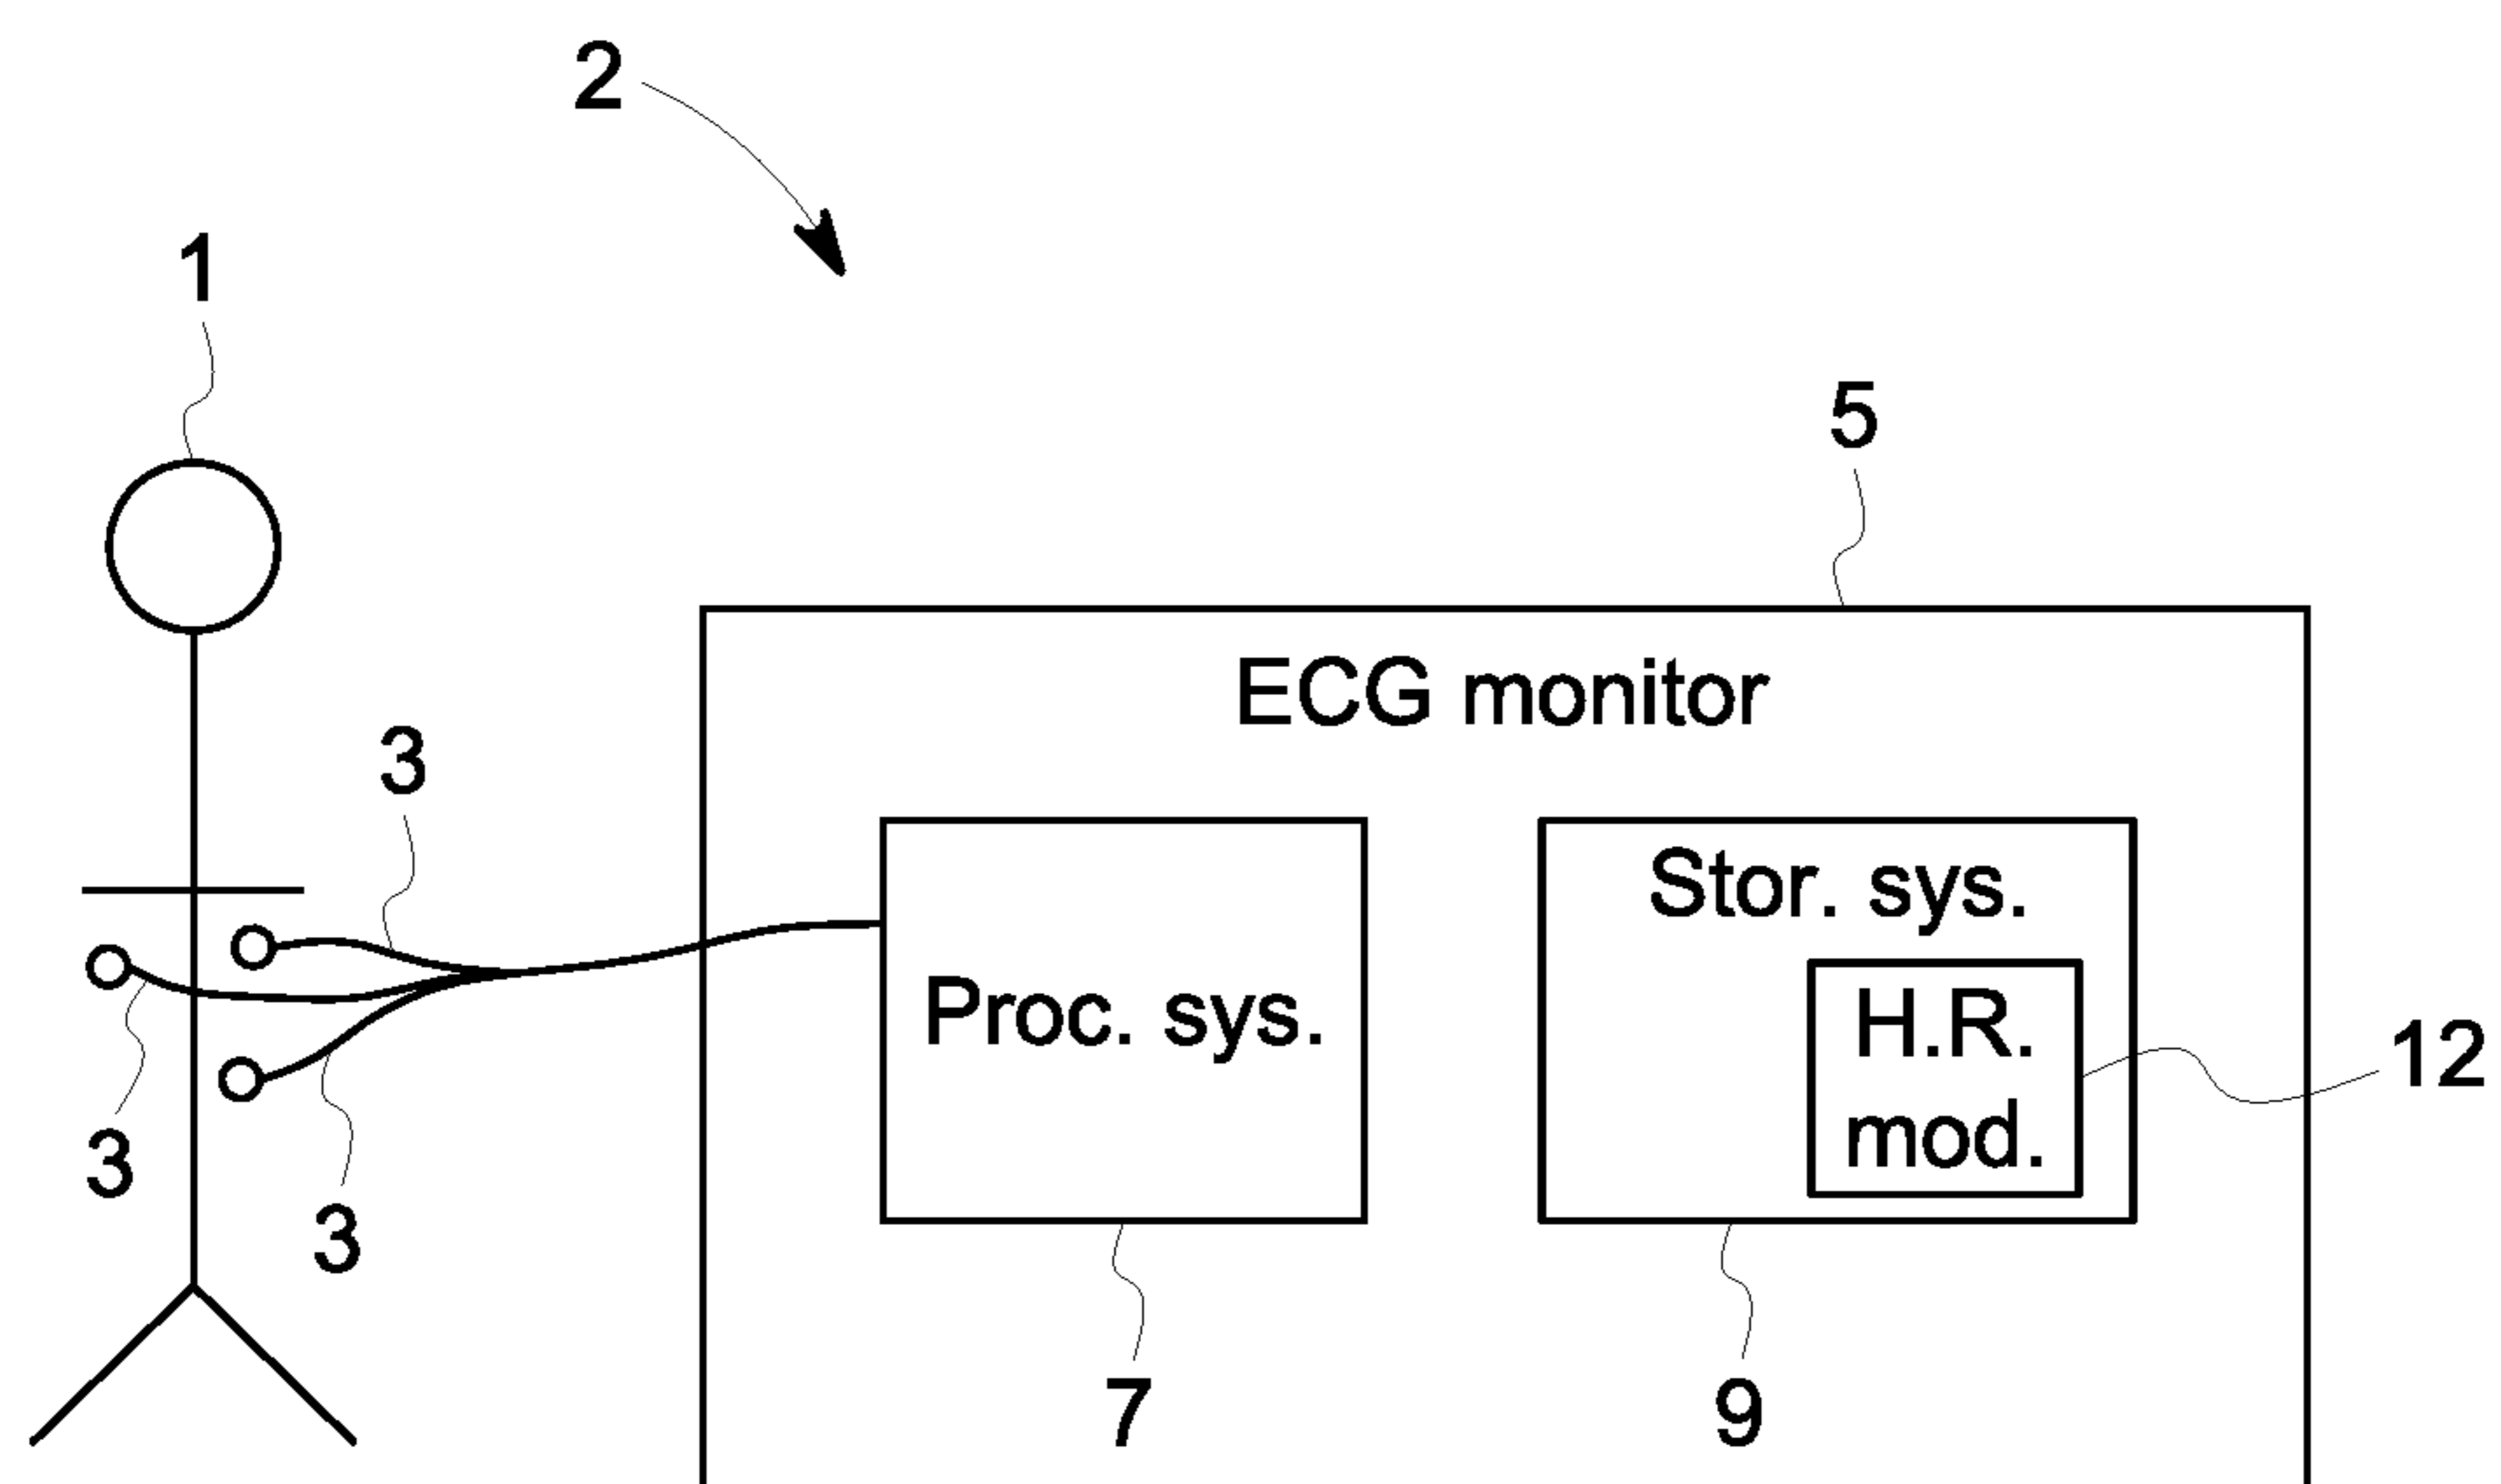 2
1
5
ECG monitor
3
Stor. sys.
Proc. sys.
H.R.
mod.
12
3
3
7
9